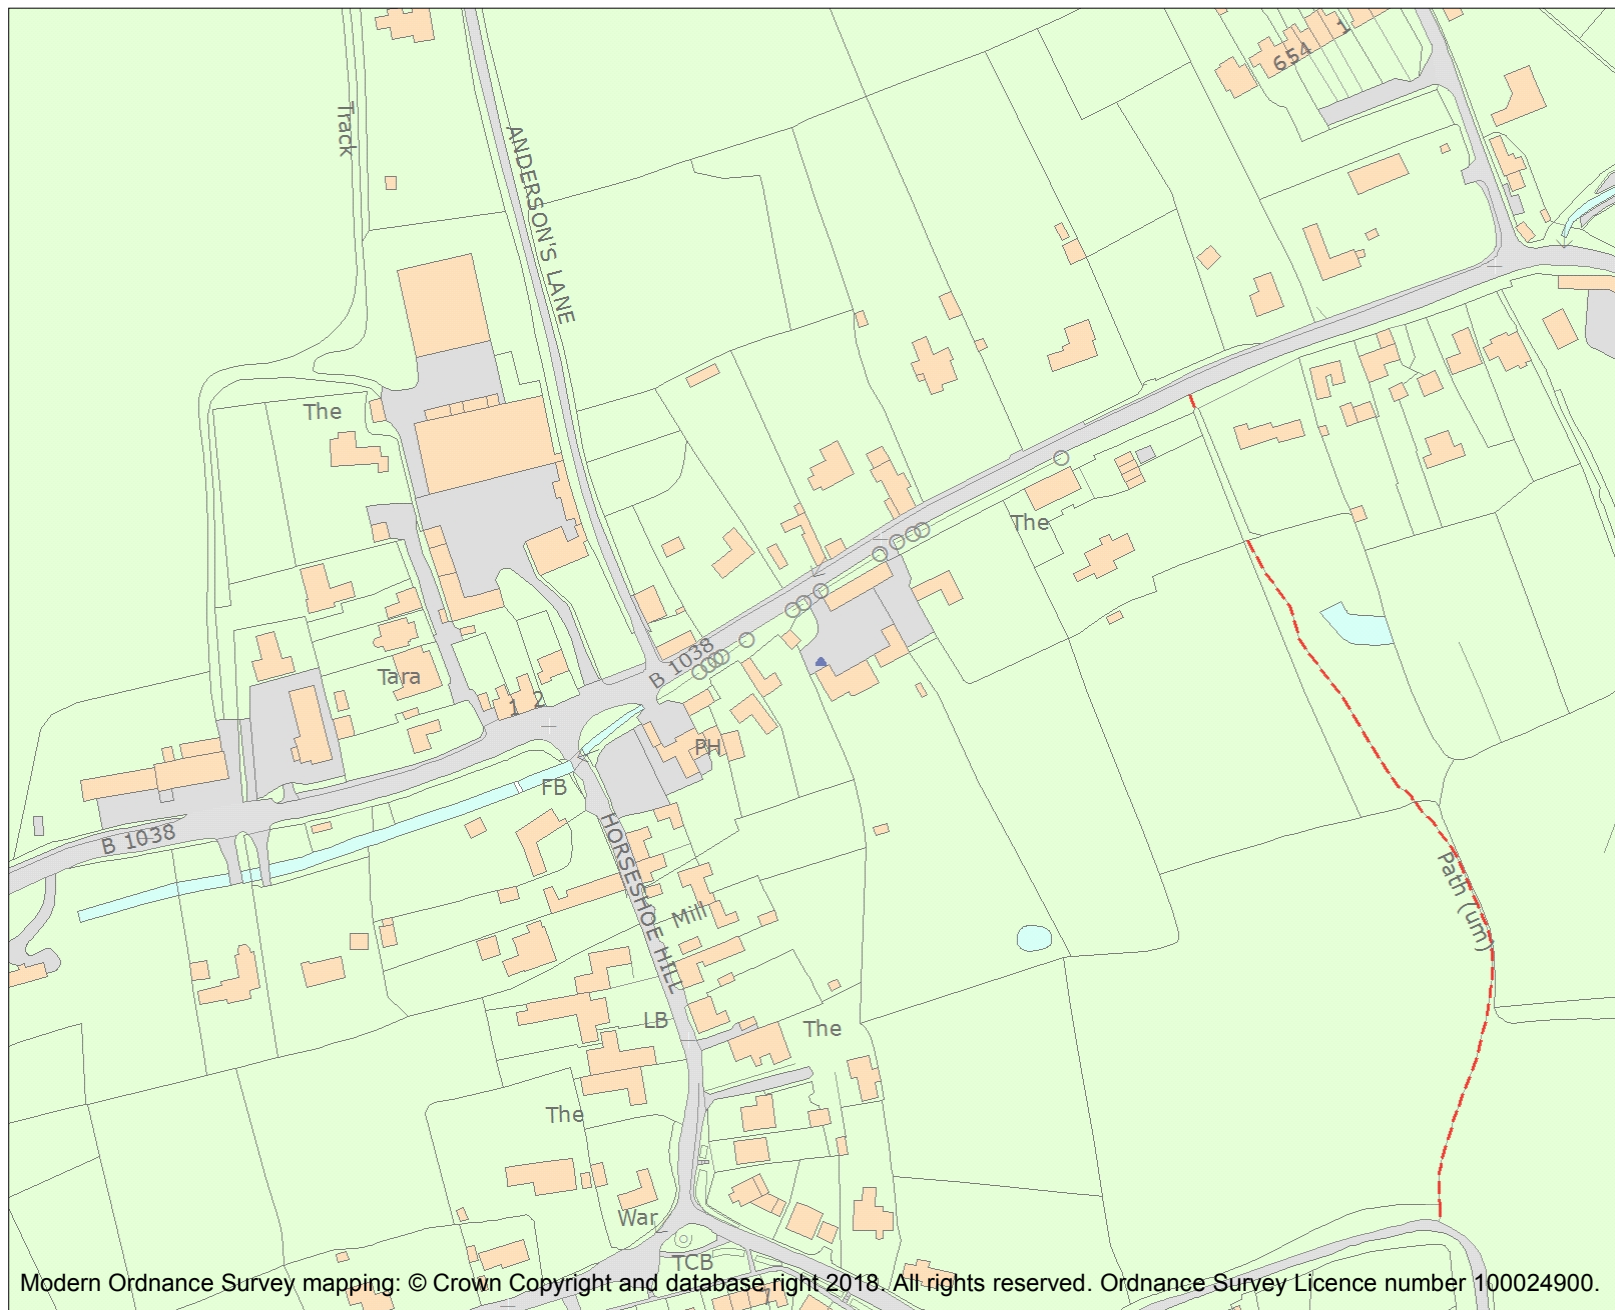 654 1
Track
ANDERSON'S LANE
The
The
B 1038
Tara
1 2
PH
FB
B 1038
HORSESHOE HILL
Path (um)
Mill
LB
The
The
War
TCB
7
Modern Ordnance Survey mapping: © Crown Copyright and database right 2018. All rights reserved. Ordnance Survey Licence number 100024900.